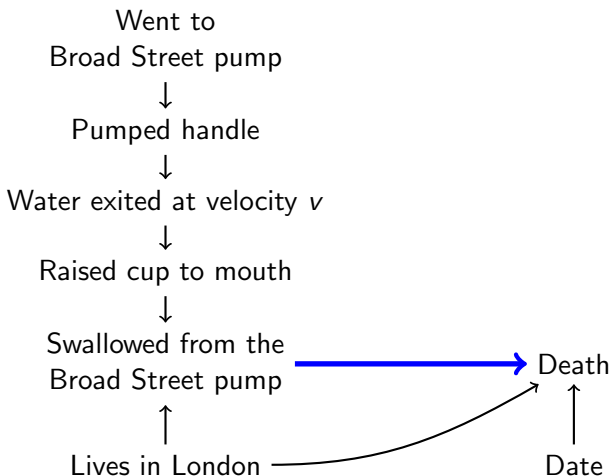 Went to
Broad Street pump
Pumped handle
Water exited at velocity v
Raised cup to mouth
Swallowed from the
Broad Street pump
Death
Lives in London
Date